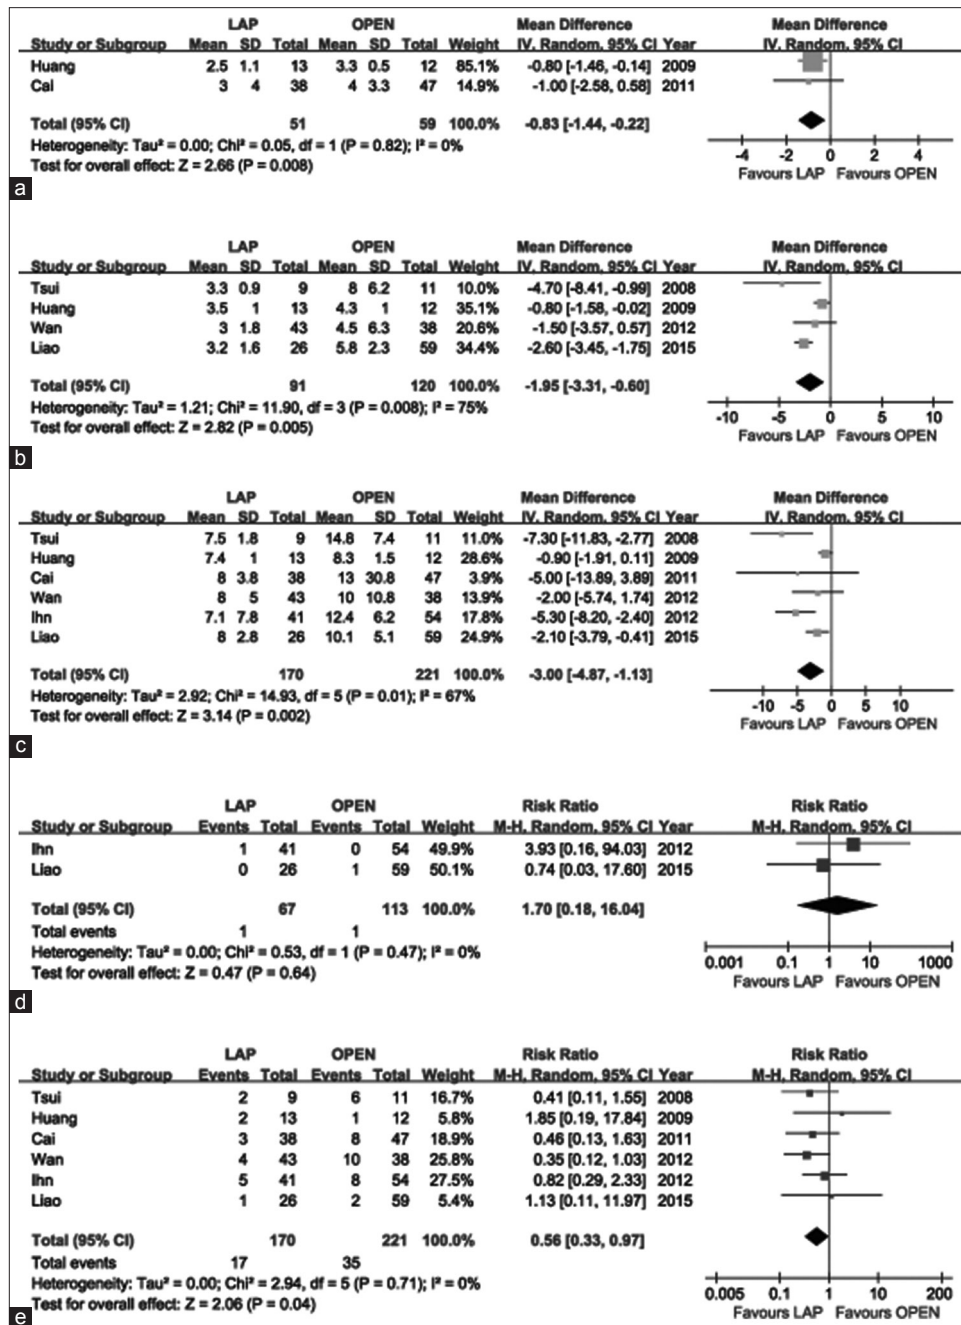 LAP OPEN Mean Difference Mean Difference
Study or Subgroup Mean SD Total Mean SD Total Weight IV, Random, 95% CI Year IV, Random, 95% CI
Huang 2.5 1.1 13 3.3 0.5 12 85.1% -0.80 [-1.46, -0.14] 2009
Cai 3 4 38 4 3.3 47 14.9% -1.00 [-2.58, 0.58] 2011
Total (95% CI) 51 59 100.0% -0.83 [-1.44, -0.22]
Heterogeneity: Tau² = 0.00; Chi² = 0.05, df = 1 (P = 0.82); I² = 0%
Test for overall effect: Z = 2.66 (P = 0.008)
-4 -2 0 2 4
Favours LAP Favours OPEN
a
LAP OPEN Mean Difference Mean Difference
Study or Subgroup Mean SD Total Mean SD Total Weight IV, Random, 95% CI Year IV, Random, 95% CI
Tsui 3.3 0.9 9 8 6.2 11 10.0% -4.70 [-8.41, -0.99] 2008
Huang 3.5 1 13 4.3 1 12 35.1% -0.80 [-1.58, -0.02] 2009
Wan 3 1.8 43 4.5 6.3 38 20.6% -1.50 [-3.57, 0.57] 2012
Liao 3.2 1.6 26 5.8 2.3 59 34.4% -2.60 [-3.45, -1.75] 2015
Total (95% CI) 91 120 100.0% -1.95 [-3.31, -0.60]
Heterogeneity: Tau² = 1.21; Chi² = 11.90, df = 3 (P = 0.008); I² = 75%
Test for overall effect: Z = 2.82 (P = 0.005)
-10 -5 0 5 10
Favours LAP Favours OPEN
b
LAP OPEN Mean Difference Mean Difference
Study or Subgroup Mean SD Total Mean SD Total Weight IV, Random, 95% CI Year IV, Random, 95% CI
Tsui 7.5 1.8 9 14.8 7.4 11 11.0% -7.30 [-11.83, -2.77] 2008
Huang 7.4 1 13 8.3 1.5 12 28.6% -0.90 [-1.91, 0.11] 2009
Cai 8 3.8 38 13 30.8 47 3.9% -5.00 [-13.89, 3.89] 2011
Wan 8 5 43 10 10.8 38 13.9% -2.00 [-5.74, 1.74] 2012
Ihn 7.1 7.8 41 12.4 6.2 54 17.8% -5.30 [-8.20, -2.40] 2012
Liao 8 2.8 26 10.1 5.1 59 24.9% -2.10 [-3.79, -0.41] 2015
Total (95% CI) 170 221 100.0% -3.00 [-4.87, -1.13]
Heterogeneity: Tau² = 2.92; Chi² = 14.93, df = 5 (P = 0.01); I² = 67%
Test for overall effect: Z = 3.14 (P = 0.002)
-10 -5 0 5 10
Favours LAP Favours OPEN
c
LAP OPEN Risk Ratio Risk Ratio
Study or Subgroup Events Total Events Total Weight M-H, Random, 95% CI Year M-H, Random, 95% CI
Ihn 1 41 0 54 49.9% 3.93 [0.16, 94.03] 2012
Liao 0 26 1 59 50.1% 0.74 [0.03, 17.60] 2015
Total (95% CI) 67 113 100.0% 1.70 [0.18, 16.04]
Total events 1 1
Heterogeneity: Tau² = 0.00; Chi² = 0.53, df = 1 (P = 0.47); I² = 0%
Test for overall effect: Z = 0.47 (P = 0.64)
0.001 0.1 1 10 1000
Favours LAP Favours OPEN
d
LAP OPEN Risk Ratio Risk Ratio
Study or Subgroup Events Total Events Total Weight M-H, Random, 95% CI Year M-H, Random, 95% CI
Tsui 2 9 6 11 16.7% 0.41 [0.11, 1.55] 2008
Huang 2 13 1 12 5.8% 1.85 [0.19, 17.84] 2009
Cai 3 38 8 47 18.9% 0.46 [0.13, 1.63] 2011
Wan 4 43 10 38 25.8% 0.35 [0.12, 1.03] 2012
Ihn 5 41 8 54 27.5% 0.82 [0.29, 2.33] 2012
Liao 1 26 2 59 5.4% 1.13 [0.11, 11.97] 2015
Total (95% CI) 170 221 100.0% 0.56 [0.33, 0.97]
Total events 17 35
Heterogeneity: Tau² = 0.00; Chi² = 2.94, df = 5 (P = 0.71); I² = 0%
Test for overall effect: Z = 2.06 (P = 0.04)
0.005 0.1 1 10 200
Favours LAP Favours OPEN
e